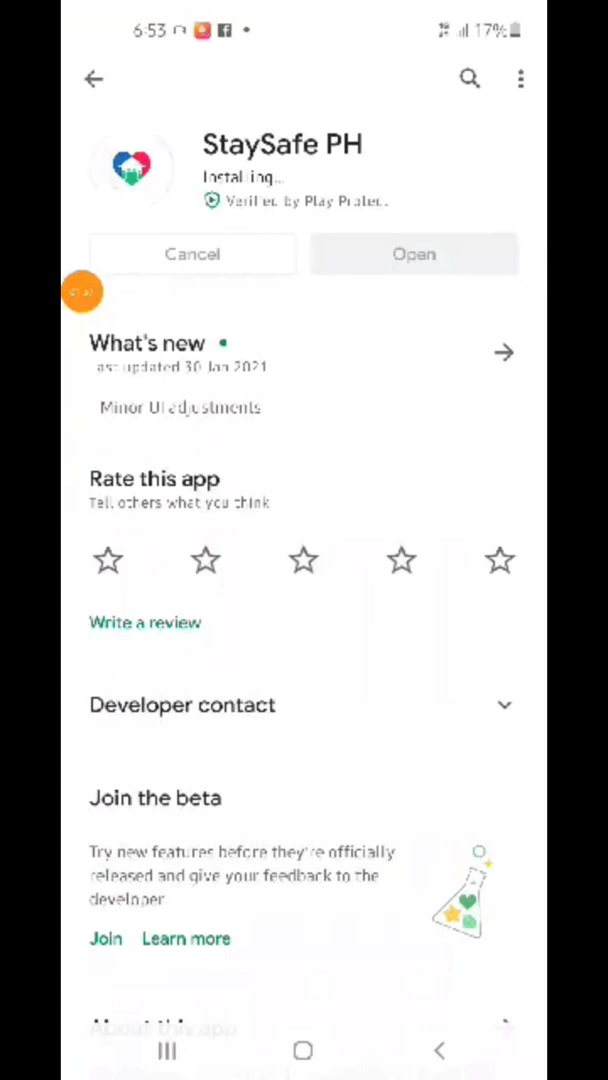 6:53
17%
StaySafe PH
Installing...
Verified by Play Protect
Cancel
Open
What's new
Last updated 30 Jan 2021
Minor UI adjustments
Rate this app
Tell others what you think
Write a review
Developer contact
Join the beta
Try new features before they're officially
released and give your feedback to the
developer
Join Learn more
About this app